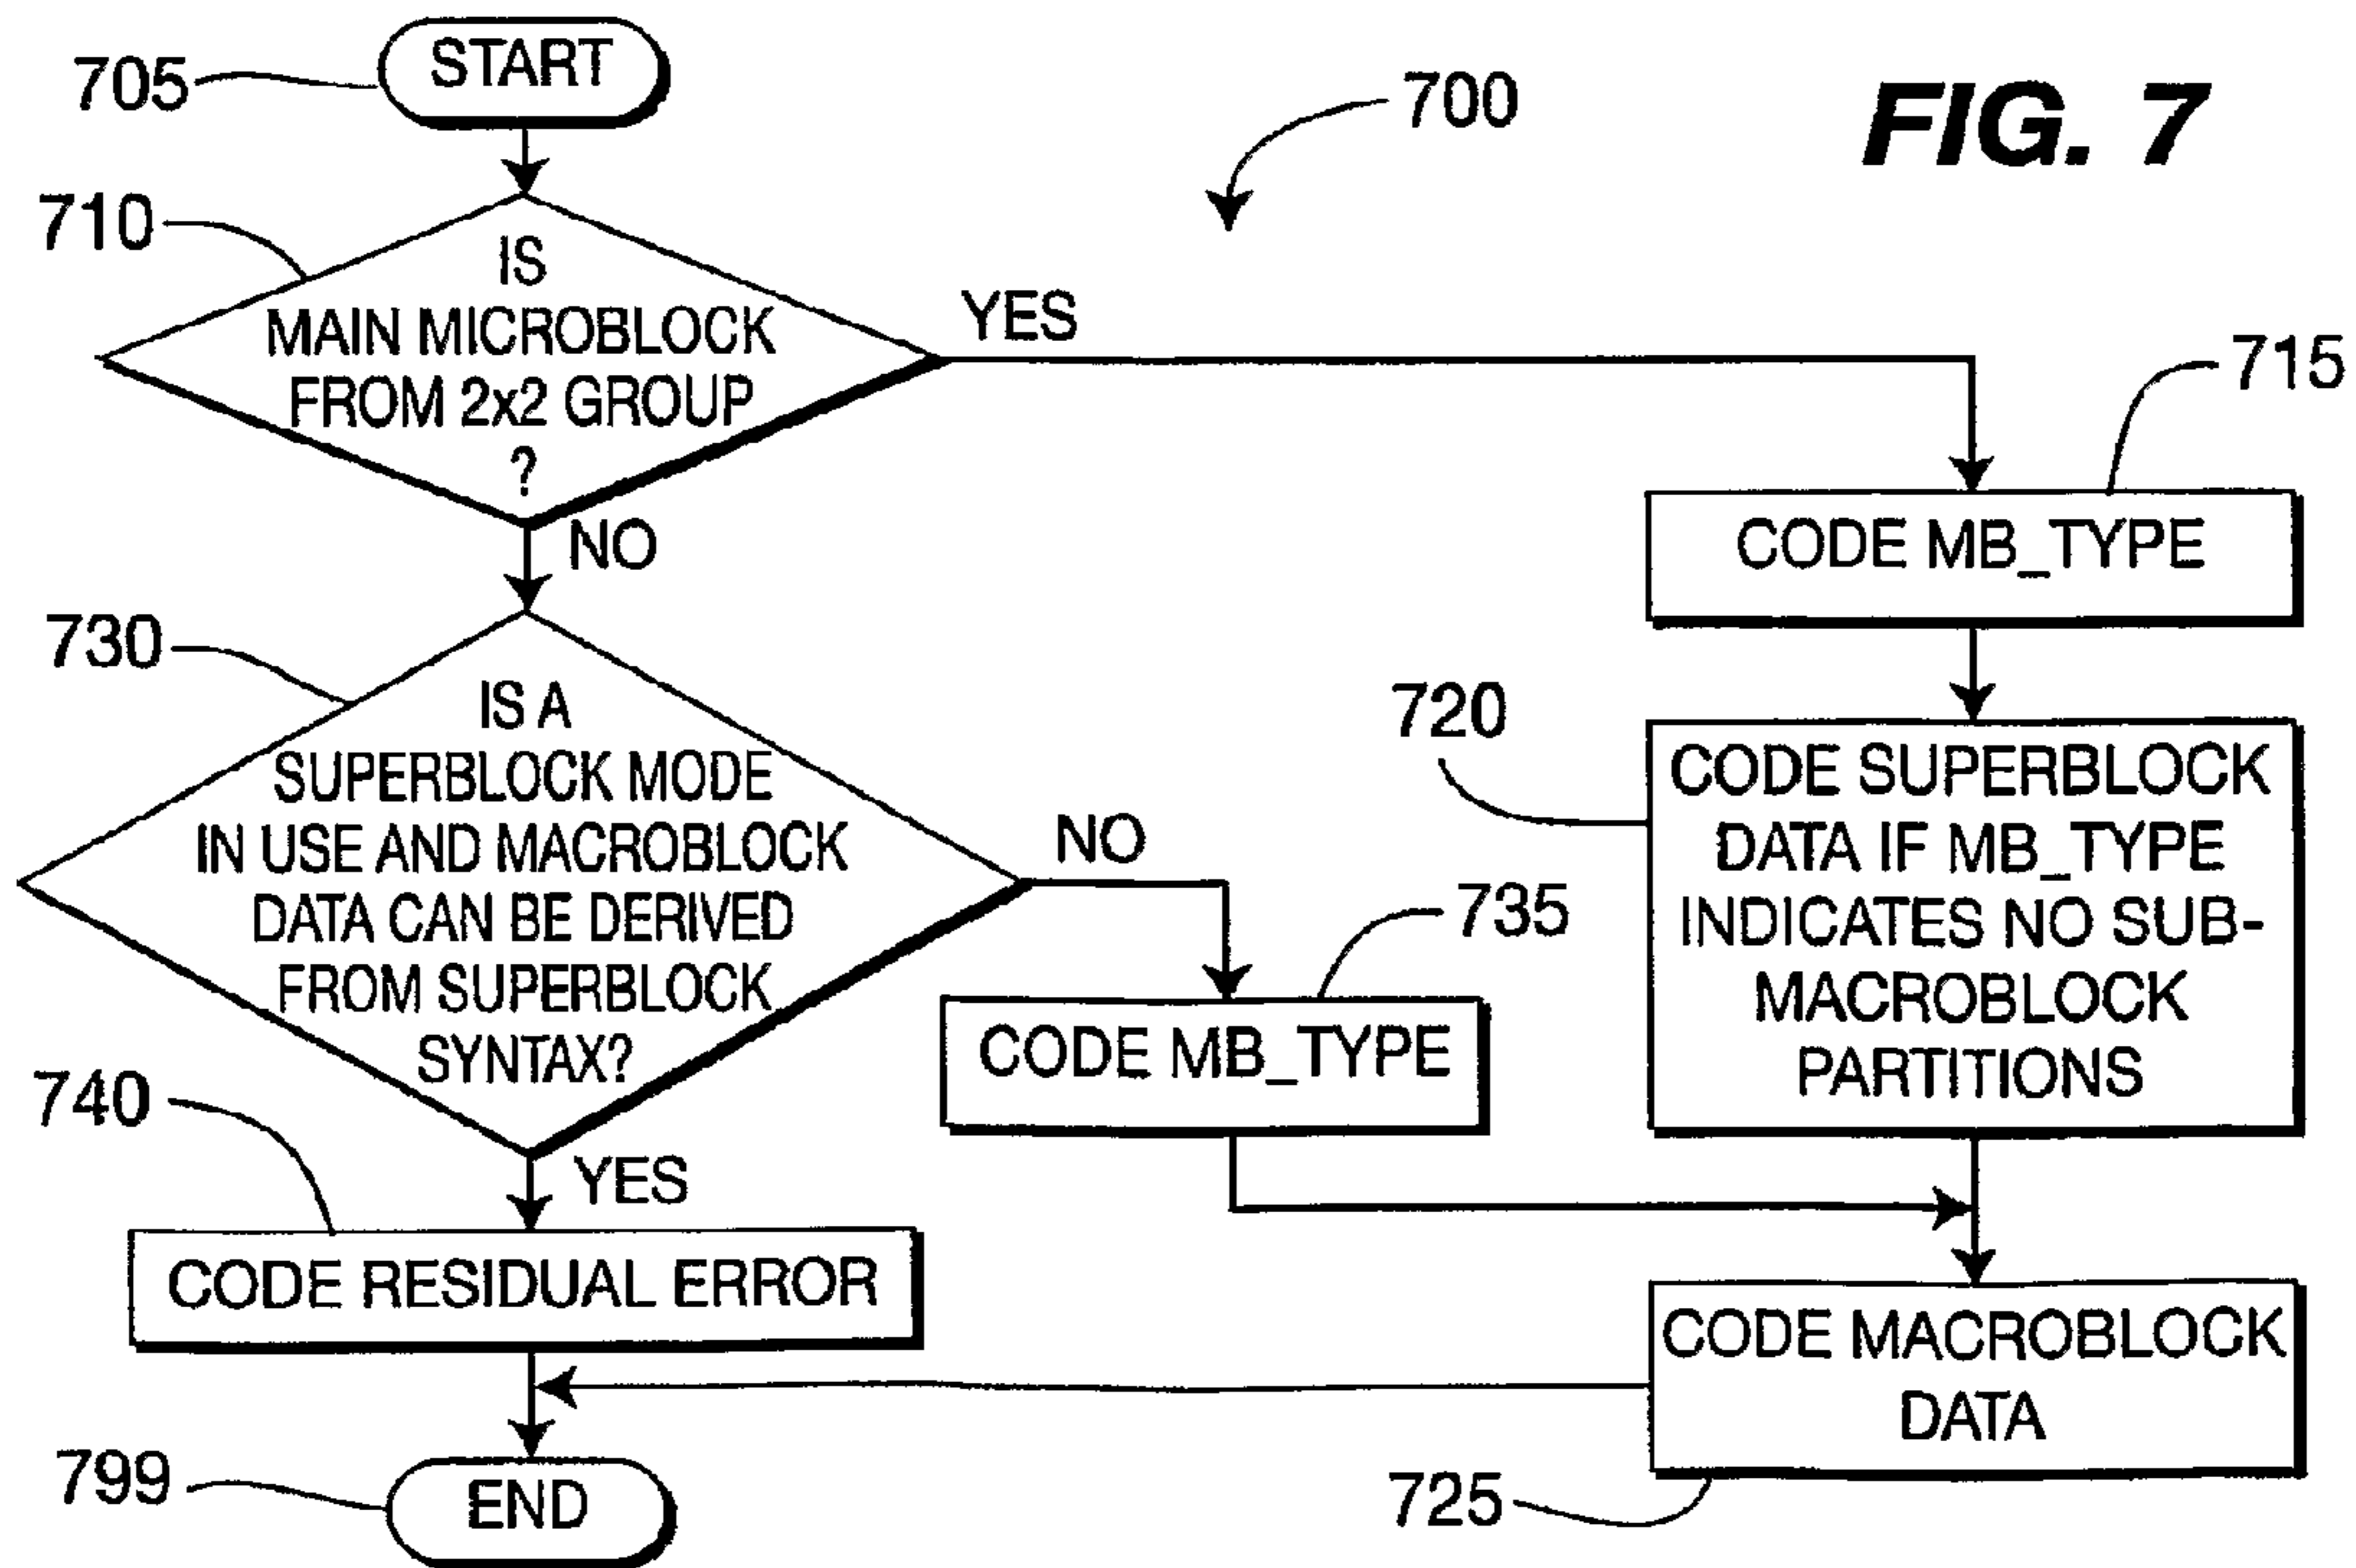 START
705
700
FIG. 7
710
IS
MAIN MICROBLOCK
FROM 2x2 GROUP
?
YES
NO
715
CODE MB_TYPE
730
IS A
SUPERBLOCK MODE
IN USE AND MACROBLOCK
DATA CAN BE DERIVED
FROM SUPERBLOCK
SYNTAX?
NO
YES
720
CODE SUPERBLOCK
DATA IF MB_TYPE
INDICATES NO SUB-
MACROBLOCK
PARTITIONS
735
CODE MB_TYPE
740
CODE RESIDUAL ERROR
CODE MACROBLOCK
DATA
725
799
END